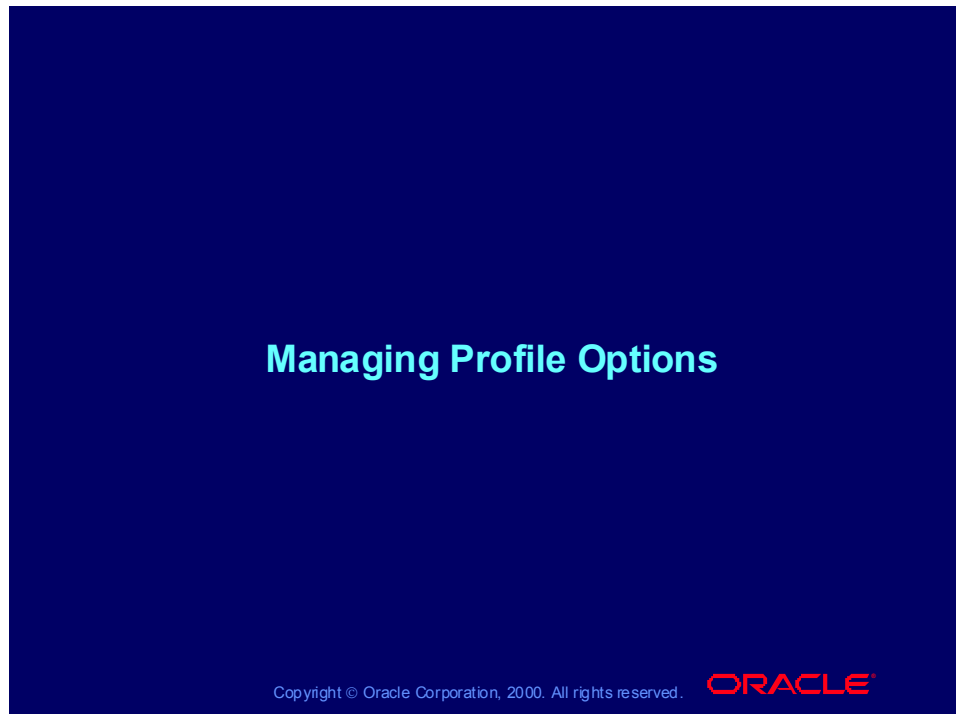 Managing Profile Options
Copyright © Oracle Corporation, 2000. All rights reserved.
ORACLE®